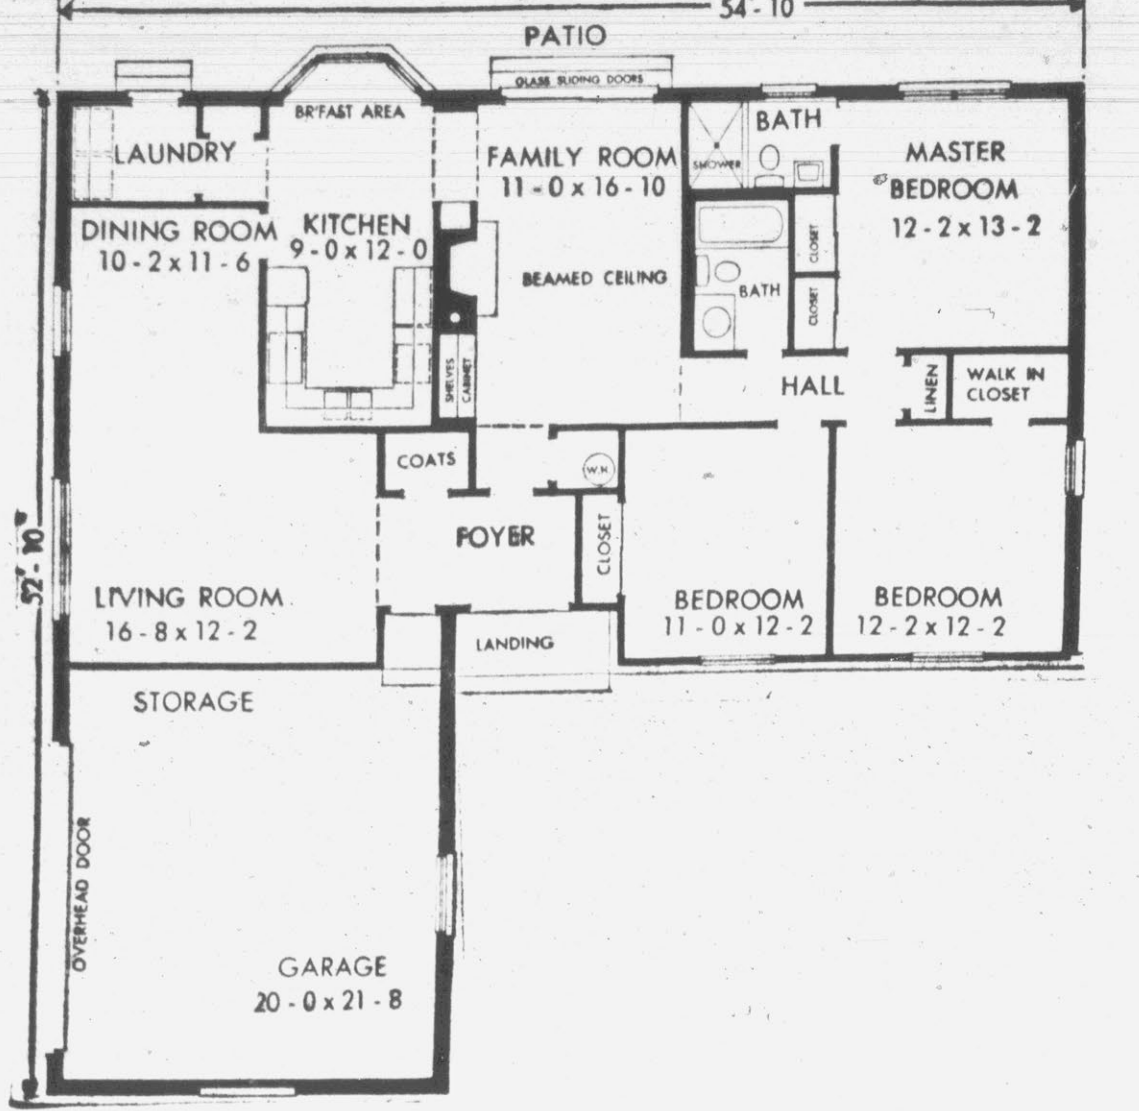 54'-10
PATIO
GLASS SLIDING DOORS
BR'FAST AREA
BATH
LAUNDRY
FAMILY ROOM
11-0 x 16-10
SHOWER
MASTER
BEDROOM
12-2 x 13-2
DINING ROOM
10-2 x 11-6
KITCHEN
9-0 x 12-0
CLOSET
BEAMED CEILING
BATH
CLOSET
SHELVES
CABINET
HALL
LINEN
WALK IN
CLOSET
COATS
W.H.
FOYER
CLOSET
52'-10"
LIVING ROOM
16-8 x 12-2
BEDROOM
11-0 x 12-2
BEDROOM
12-2 x 12-2
LANDING
STORAGE
OVERHEAD DOOR
GARAGE
20-0 x 21-8